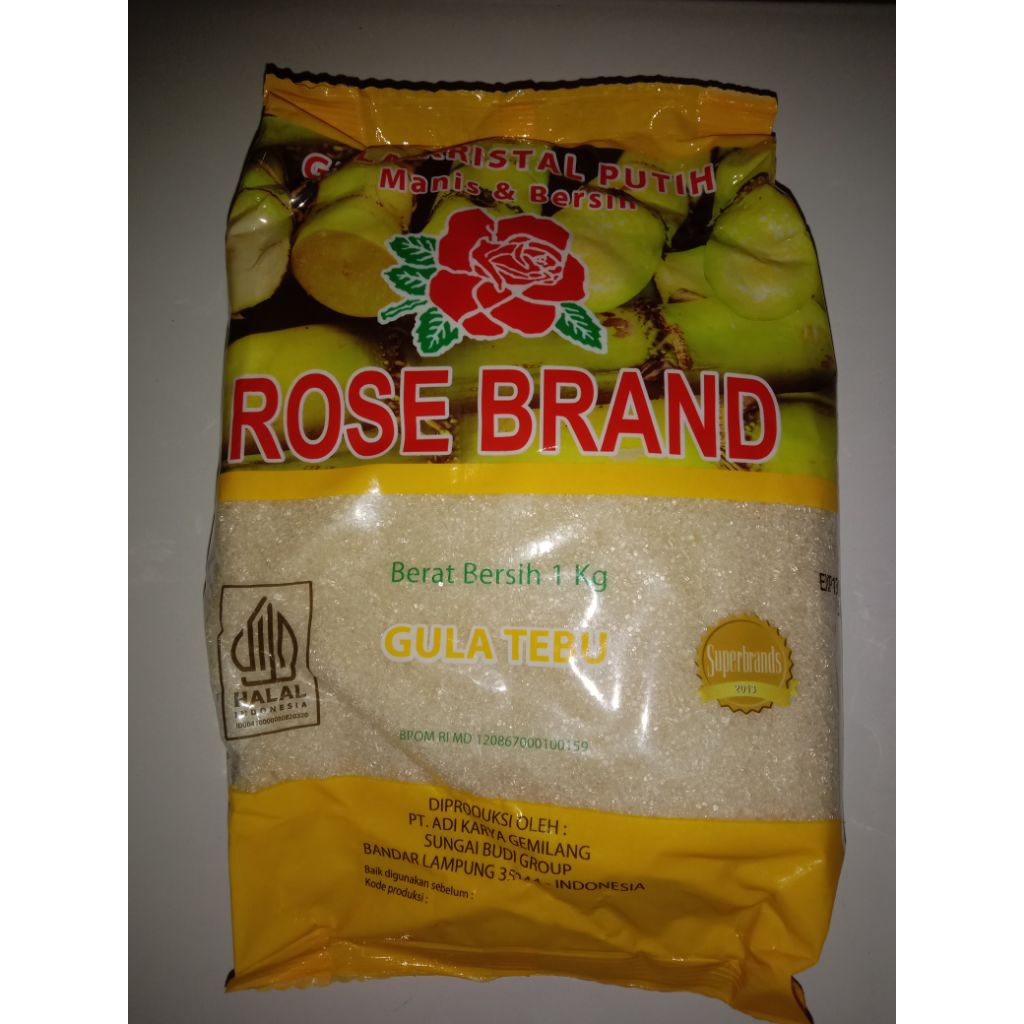 GULA KRISTAL PUTIH
Manis & Bersih
ROSE BRAND
Berat Bersih 1 Kg
GULA TEBU
HALAL
INDONESIA
Superbrands
2013
BPOM RI MD 120867000100159
DIPRODUKSI OLEH :
PT. ADI KARYA GEMILANG
SUNGAI BUDI GROUP
BANDAR LAMPUNG - INDONESIA
Baik digunakan sebelum :
Kode produksi :